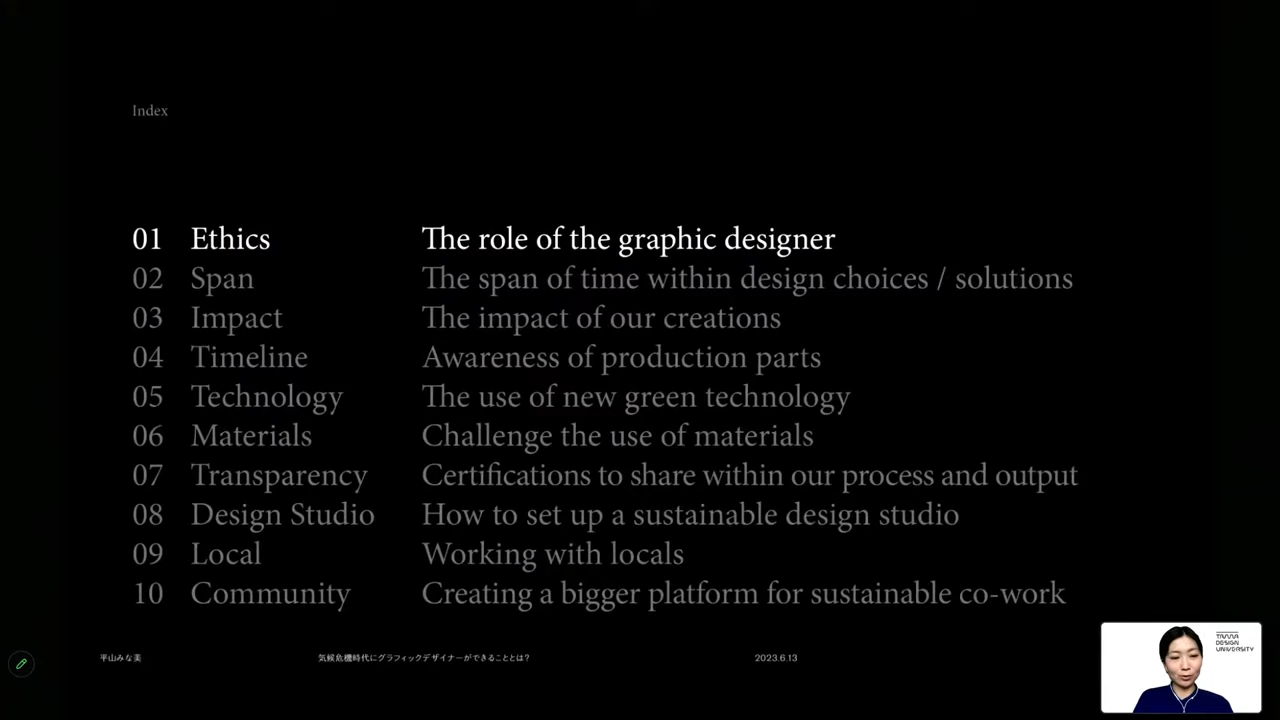 Index
01 Ethics The role of the graphic designer
02 Span The span of time within design choices / solutions
03 Impact The impact of our creations
04 Timeline Awareness of production parts
05 Technology The use of new green technology
06 Materials Challenge the use of materials
07 Transparency Certifications to share within our process and output
08 Design Studio How to set up a sustainable design studio
09 Local Working with locals
10 Community Creating a bigger platform for sustainable co-work
平山みな美 気候危機時代にグラフィックデザイナーができることとは? 2023.6.13
TAMA
DESIGN
UNIVERSITY